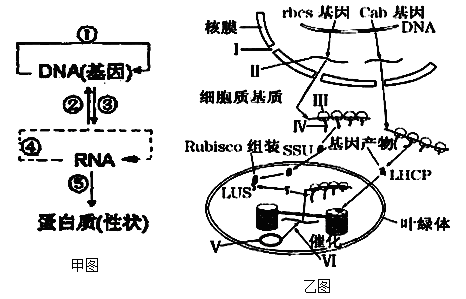 ①
DNA(基因)
② ③
④
RNA
⑤
蛋白质(性状)
甲图
rbcs 基因 Cab 基因
核膜
DNA
I
II
细胞质基质
III
IV
Rubisco 组装
SSU
基因产物
LUS
LHCP
叶绿体
催化
V
VI
乙图